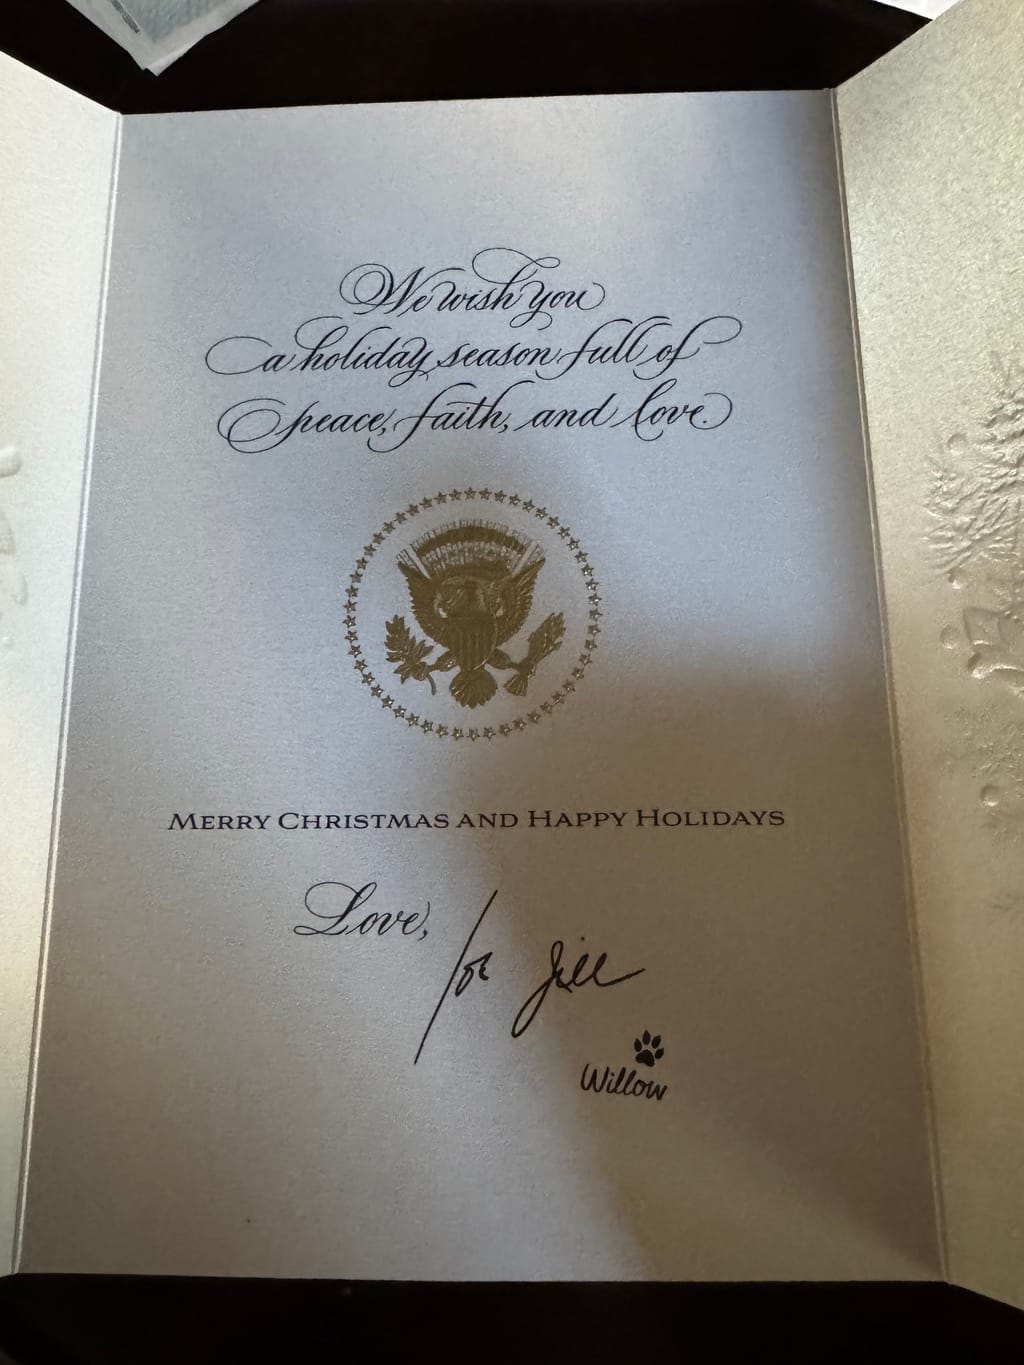 We wish you
a holiday season full of
peace, faith, and love.
MERRY CHRISTMAS AND HAPPY HOLIDAYS
Love,
Joe Jill
Willow